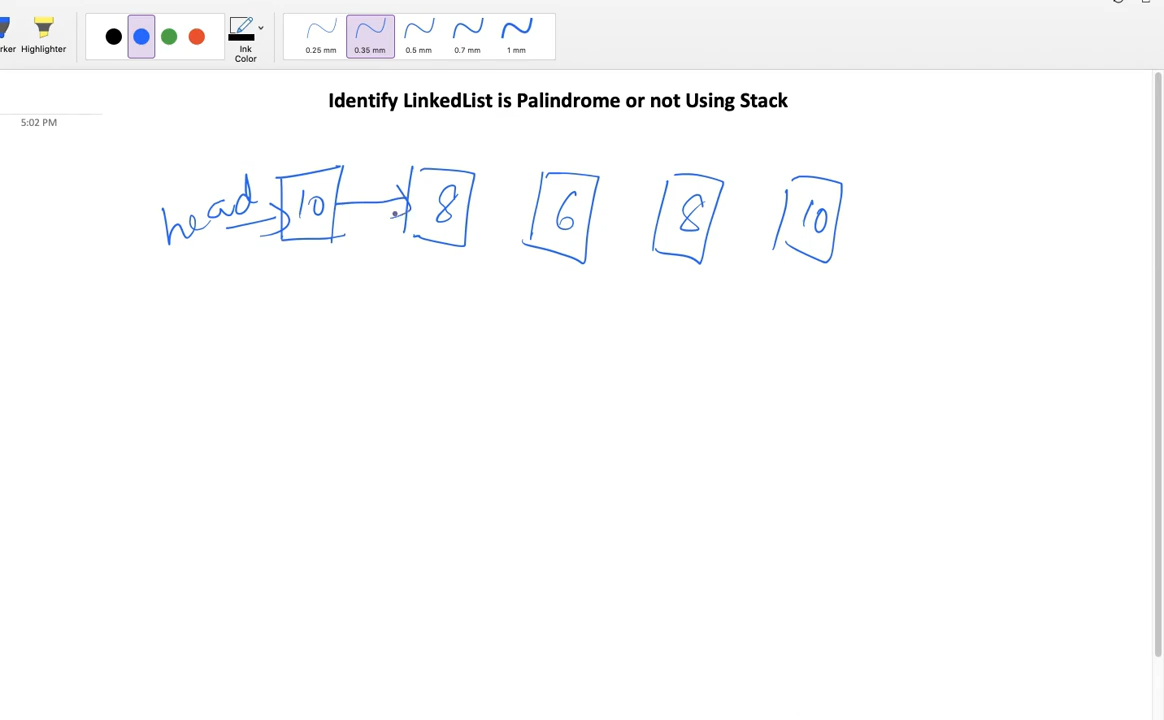 ker Highlighter Ink Color 0.25 mm 0.35 mm 0.5 mm 0.7 mm 1 mm
Identify LinkedList is Palindrome or not Using Stack
5:02 PM
head 10 8 6 8 10